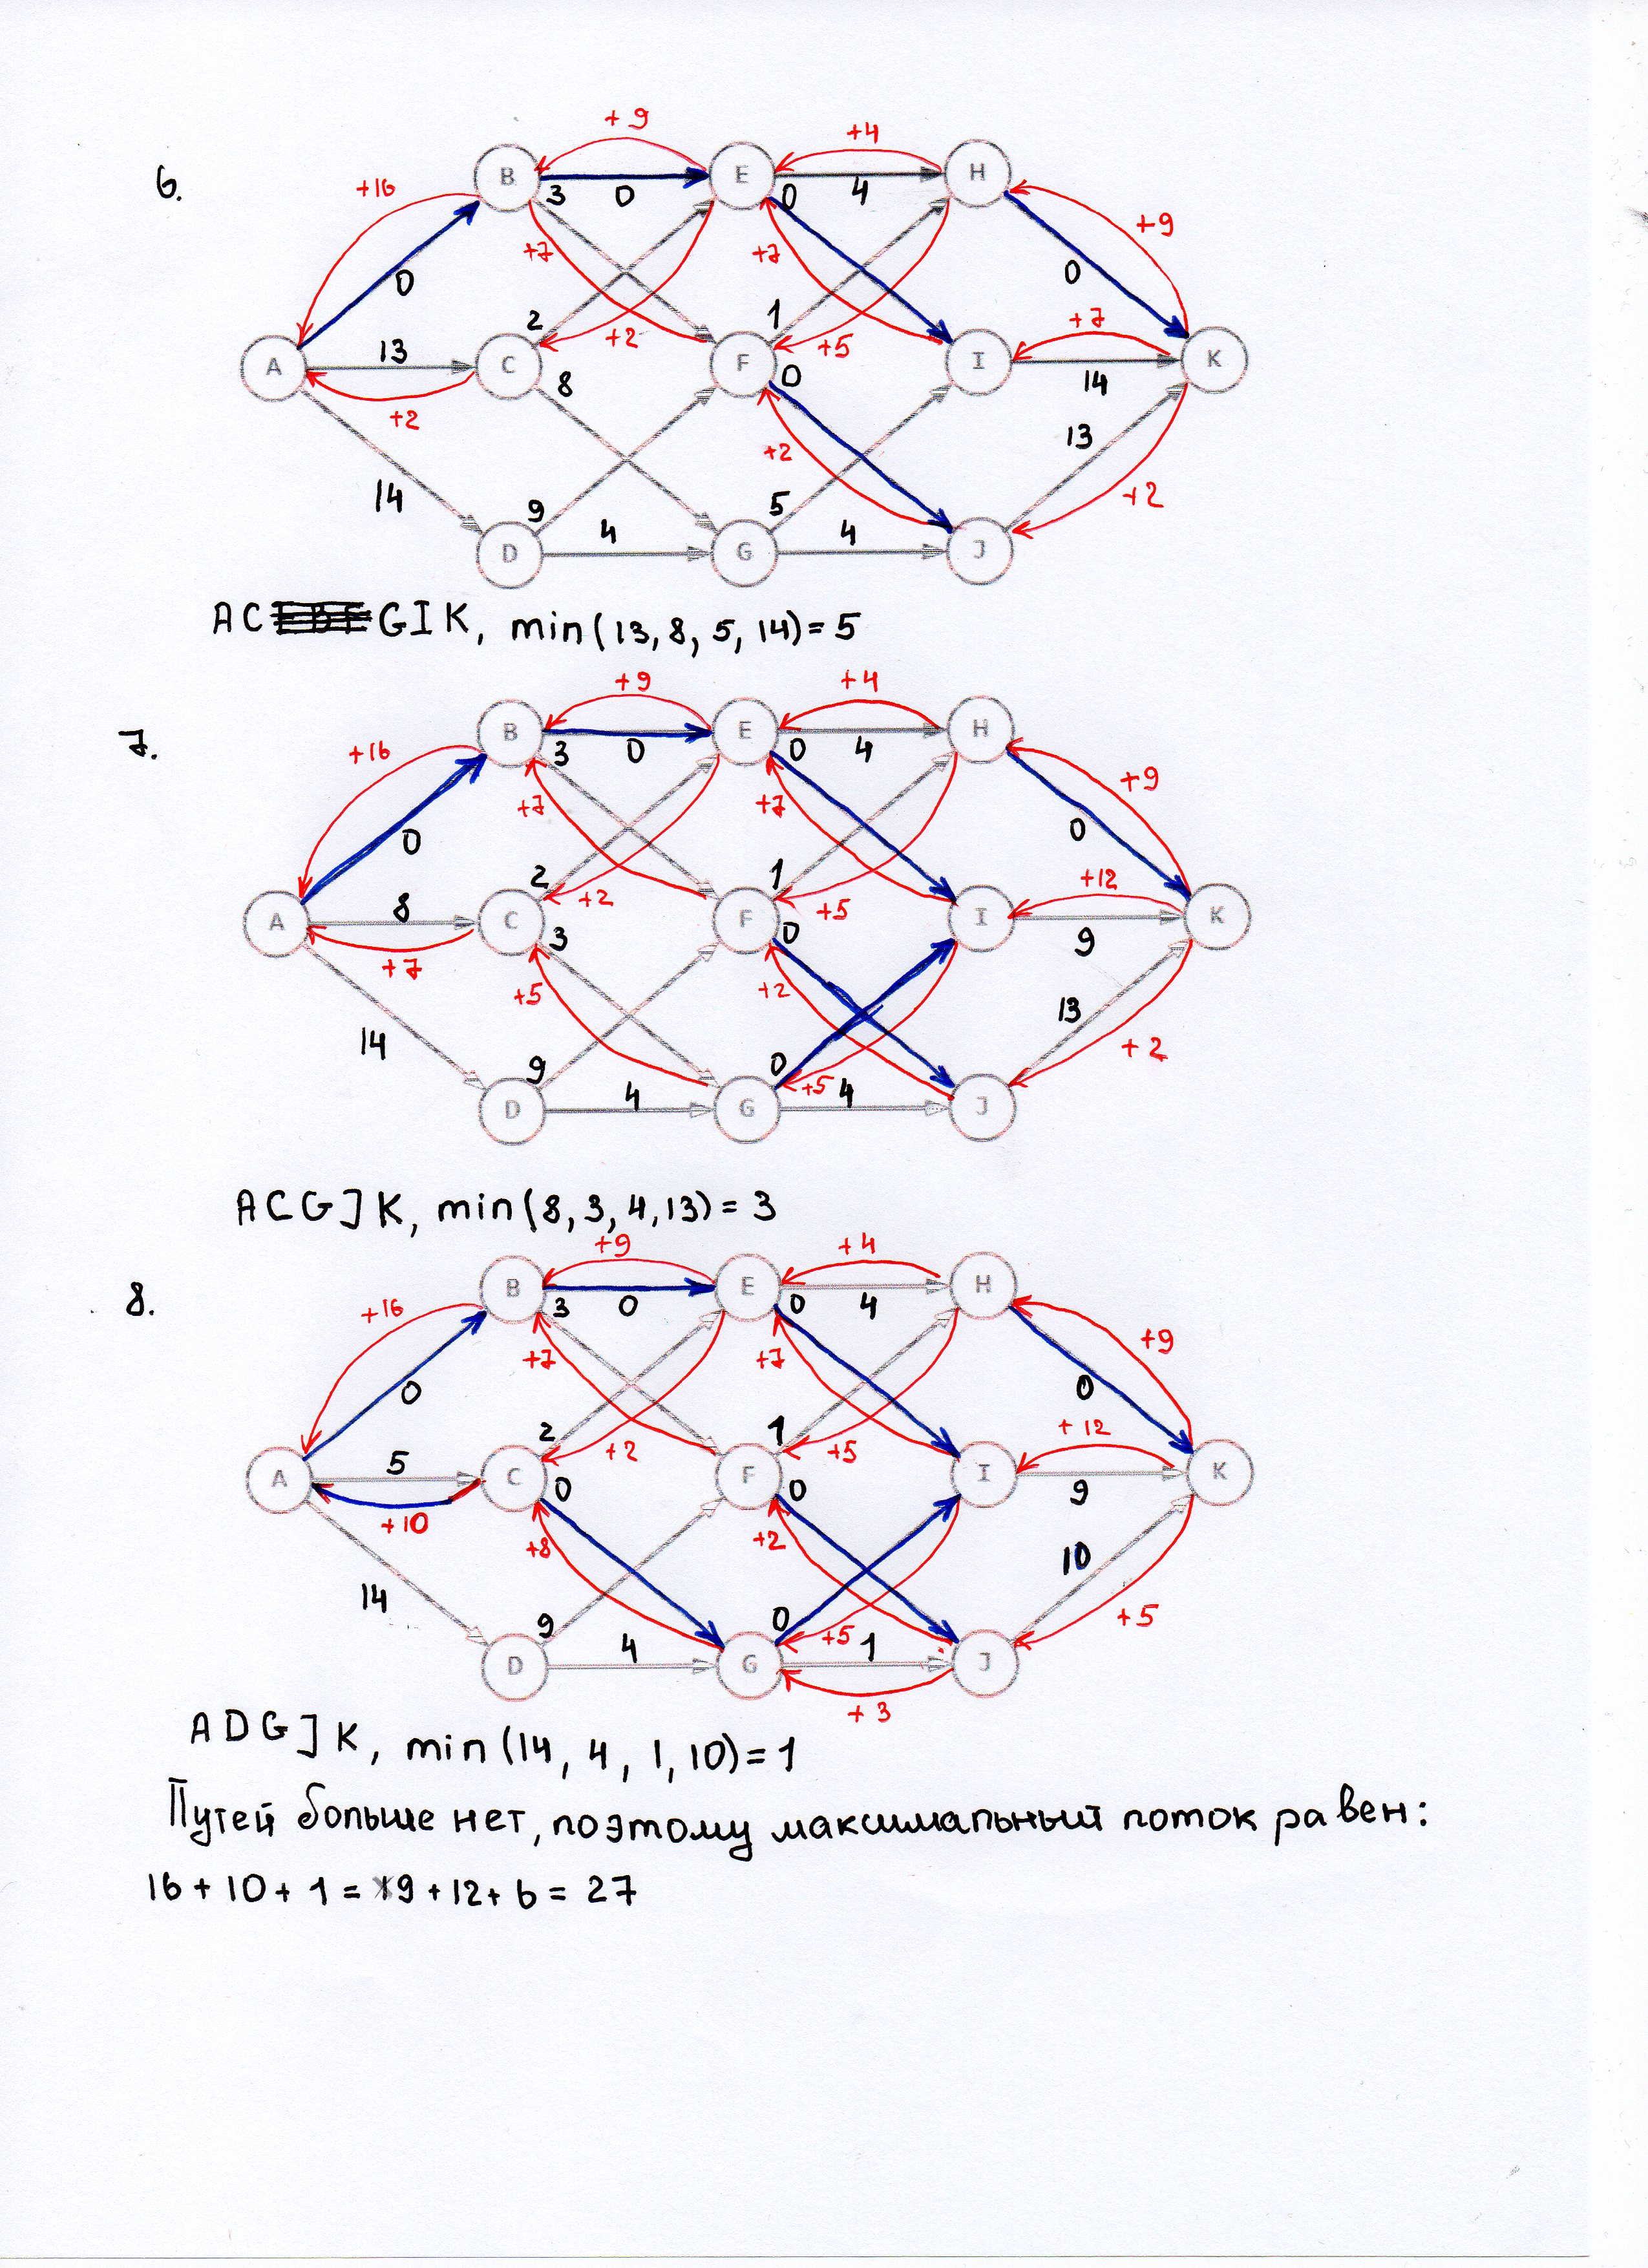 6.
+9
+4
+16
B
E
H
3
0
0
4
+9
+7
+7
0
0
2
+2
1
+5
+7
A
13
C
F
I
K
8
0
14
+2
+2
13
14
9
4
5
4
+2
D
G
J
ACGIK, min(13, 8, 5, 14) = 5
+9
+4
7.
+16
B
E
H
3
0
0
4
+9
+7
+7
0
0
2
+2
1
+5
+12
A
8
C
F
I
K
3
0
9
+7
+5
+2
13
14
9
4
0
+5
4
+2
D
G
J
ACGJK, min(8, 3, 4, 13) = 3
+9
+4
8.
+16
B
E
H
3
0
0
4
+9
+7
+7
0
0
2
+2
1
+5
+12
A
5
C
F
I
K
0
0
9
+10
+8
+2
10
14
9
4
0
+5
1
+5
D
G
J
+3
ADGJK, min(14, 4, 1, 10) = 1
Путей больше нет, поэтому максимальный поток равен:
16 + 10 + 1 = 9 + 12 + 6 = 27